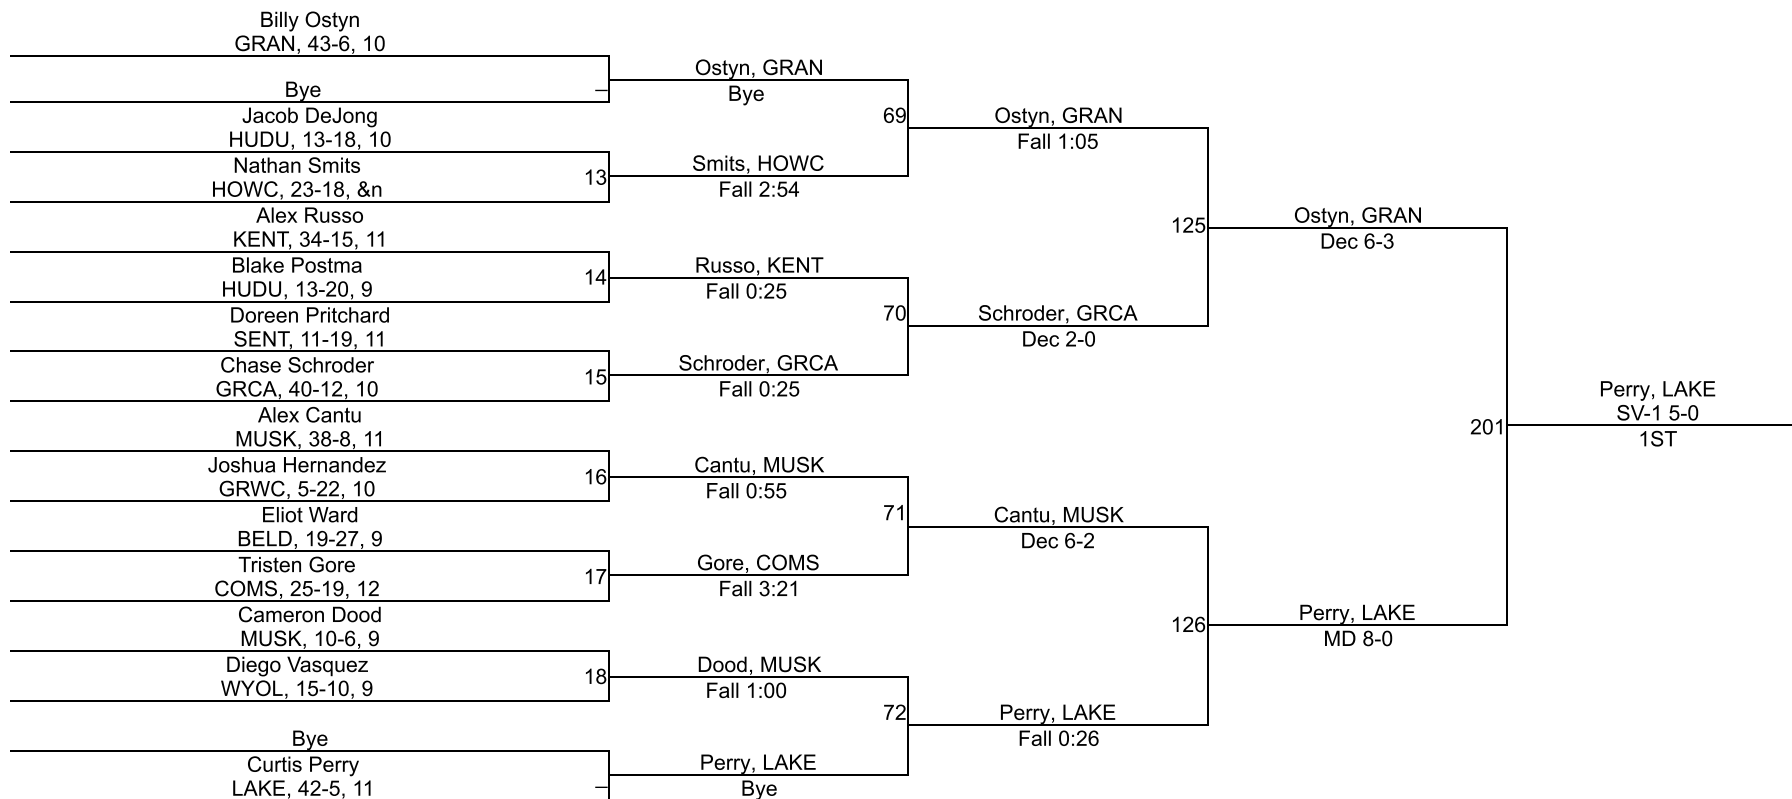 Billy Ostyn
GRAN, 43-6, 10
Bye
–
Jacob DeJong
HUDU, 13-18, 10
Nathan Smits
HOWC, 23-18, &n
13
Alex Russo
KENT, 34-15, 11
Blake Postma
HUDU, 13-20, 9
14
Doreen Pritchard
SENT, 11-19, 11
Chase Schroder
GRCA, 40-12, 10
15
Alex Cantu
MUSK, 38-8, 11
Joshua Hernandez
GRWC, 5-22, 10
16
Eliot Ward
BELD, 19-27, 9
Tristen Gore
COMS, 25-19, 12
17
Cameron Dood
MUSK, 10-6, 9
Diego Vasquez
WYOL, 15-10, 9
18
Bye
Curtis Perry
LAKE, 42-5, 11
–
Ostyn, GRAN
Bye
69
Smits, HOWC
Fall 2:54
Russo, KENT
Fall 0:25
70
Schroder, GRCA
Fall 0:25
Cantu, MUSK
Fall 0:55
71
Gore, COMS
Fall 3:21
Dood, MUSK
Fall 1:00
72
Perry, LAKE
Bye
Ostyn, GRAN
Fall 1:05
125
Schroder, GRCA
Dec 2-0
Cantu, MUSK
Dec 6-2
126
Perry, LAKE
Fall 0:26
Ostyn, GRAN
Dec 6-3
201
Perry, LAKE
MD 8-0
Perry, LAKE
SV-1 5-0
1ST